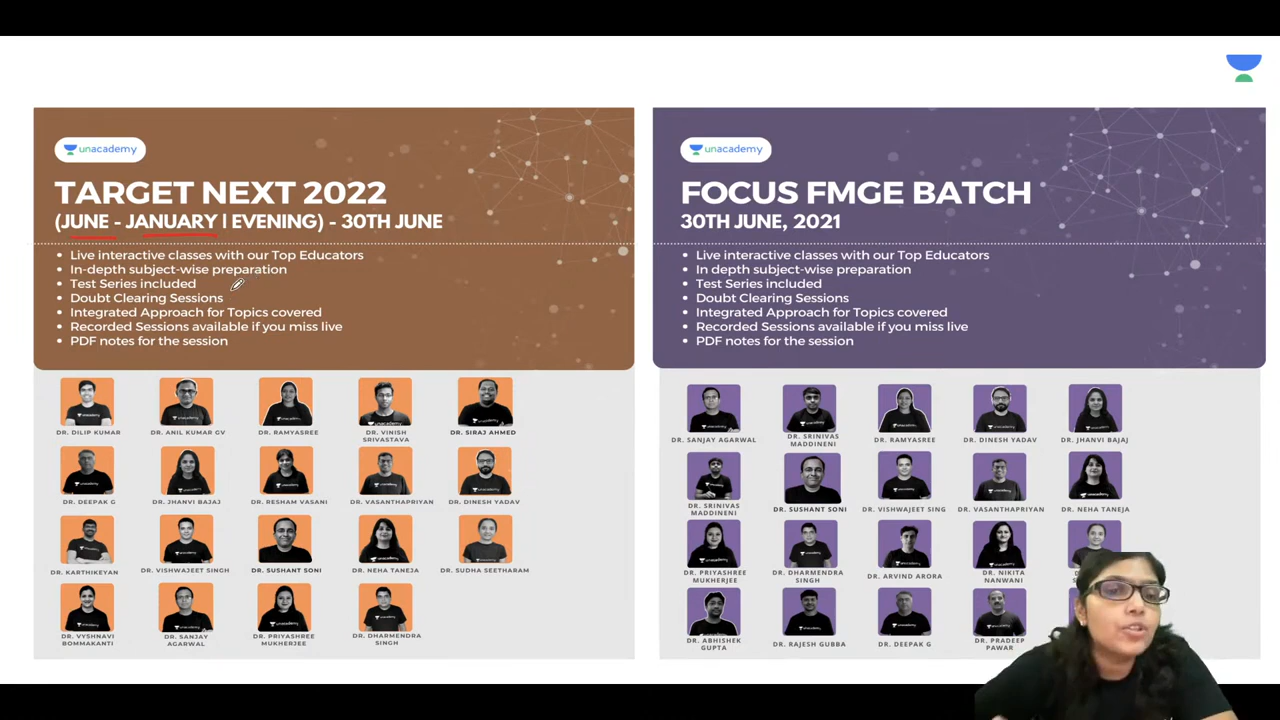 unacademy
TARGET NEXT 2022
(JUNE - JANUARY | EVENING) - 30TH JUNE
• Live interactive classes with our Top Educators
• In-depth subject-wise preparation
• Test Series included
• Doubt Clearing Sessions
• Integrated Approach for Topics covered
• Recorded Sessions available if you miss live
• PDF notes for the session
DR. DILIP KUMAR
DR. ANIL KUMAR GV
DR. RAMYASREE
DR. VINISH
SRIVASTAVA
DR. SIRAJ AHMED
DR. DEEPAK G
DR. JHANVI BAJAJ
DR. RESHAM VASANI
DR. VASANTHAPRIYAN
DR. DINESH YADAV
DR. KARTHIKEYAN
DR. VISHWAJEET SINGH
DR. SUSHANT SONI
DR. NEHA TANEJA
DR. SUDHA SEETHARAM
DR. VYSHNAVI
BOMMAKANTI
DR. SANJAY
AGARWAL
DR. PRIYASHREE
MUKHERJEE
DR. DHARMENDRA
SINGH
unacademy
FOCUS FMGE BATCH
30TH JUNE, 2021
• Live interactive classes with our Top Educators
• In depth subject-wise preparation
• Test Series included
• Doubt Clearing Sessions
• Integrated Approach for Topics covered
• Recorded Sessions available if you miss live
• PDF notes for the session
DR. SANJAY AGARWAL
DR. SRINIVAS
MADDINENI
DR. RAMYASREE
DR. DINESH YADAV
DR. JHANVI BAJAJ
DR. SRINIVAS
MADDINENI
DR. SUSHANT SONI
DR. VISHWAJEET SING
DR. VASANTHAPRIYAN
DR. NEHA TANEJA
DR. PRIYASHREE
MUKHERJEE
DR. DHARMENDRA
SINGH
DR. ARVIND ARORA
DR. NIKITA
NANWANI
DR. ABHISHEK
GUPTA
DR. RAJESH GUBBA
DR. DEEPAK G
DR. PRADEEP
PAWAR